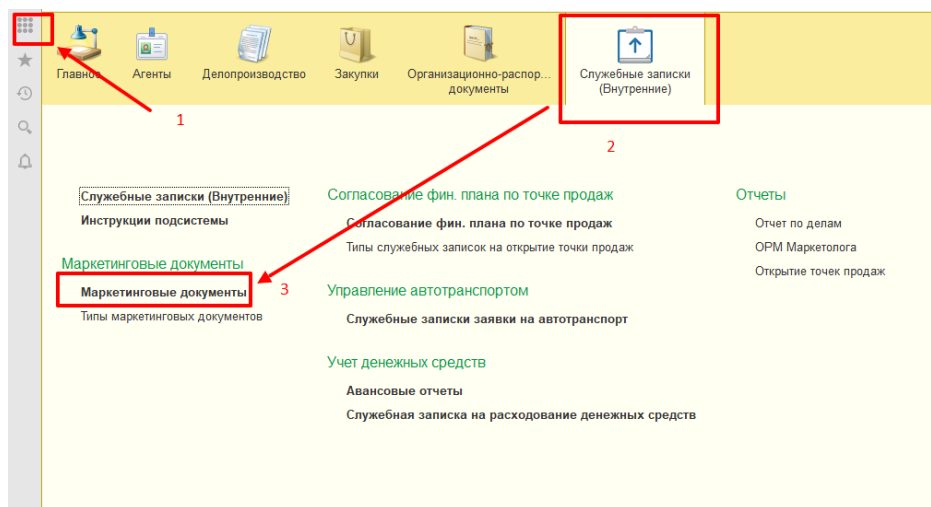 Главное
Агенты
Делопроизводство
Закупки
Организационно-распор...
документы
Служебные записки
(Внутренние)
1
2
Служебные записки (Внутренние)
Инструкции подсистемы
Маркетинговые документы
Маркетинговые документы
3
Типы маркетинговых документов
Согласование фин. плана по точке продаж
Согласование фин. плана по точке продаж
Типы служебных записок на открытие точки продаж
Управление автотранспортом
Служебные записки заявки на автотранспорт
Учет денежных средств
Авансовые отчеты
Служебная записка на расходование денежных средств
Отчеты
Отчет по делам
ОРМ Маркетолога
Открытие точек продаж